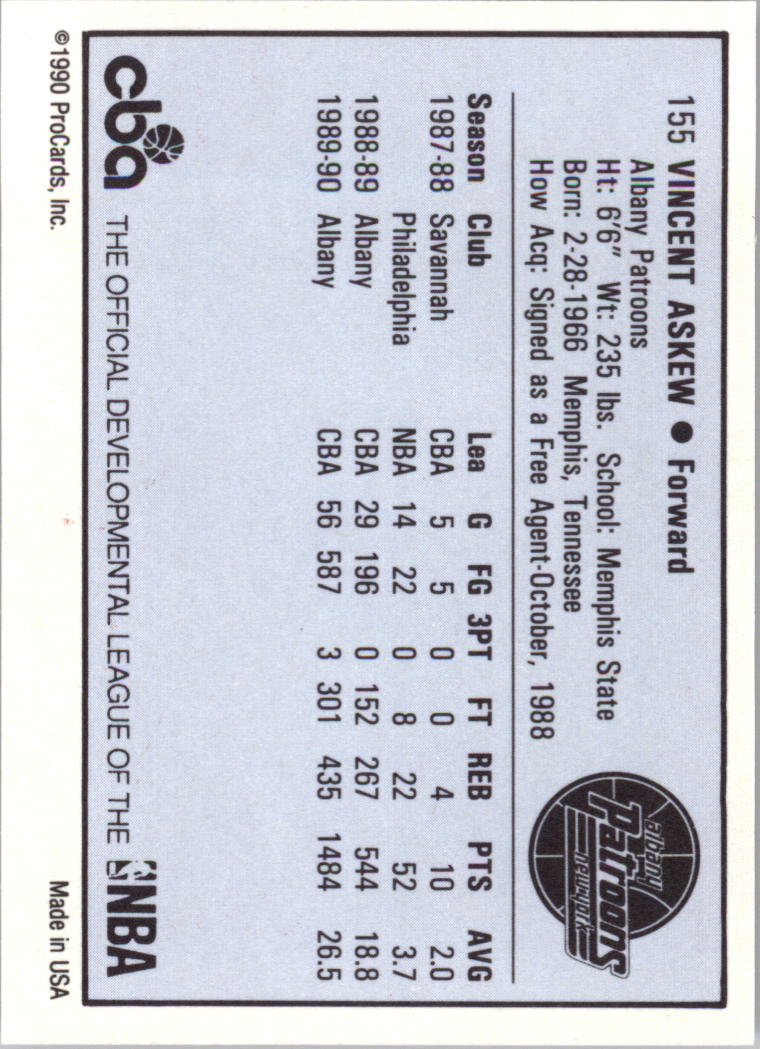 155 VINCENT ASKEW ● Forward
Albany Patroons
Ht: 6'6" Wt: 235 lbs. School: Memphis State
Born: 2-28-1966 Memphis, Tennessee
How Acq: Signed as a Free Agent-October, 1988
albany
Patroons
new york
Season Club Lea G FG 3PT FT REB PTS AVG
1987-88 Savannah CBA 5 5 0 0 4 10 2.0
Philadelphia NBA 14 22 0 8 22 52 3.7
1988-89 Albany CBA 29 196 0 152 267 544 18.8
1989-90 Albany CBA 56 587 3 301 435 1484 26.5
cba THE OFFICIAL DEVELOPMENTAL LEAGUE OF THE NBA
©1990 ProCards, Inc. Made in USA